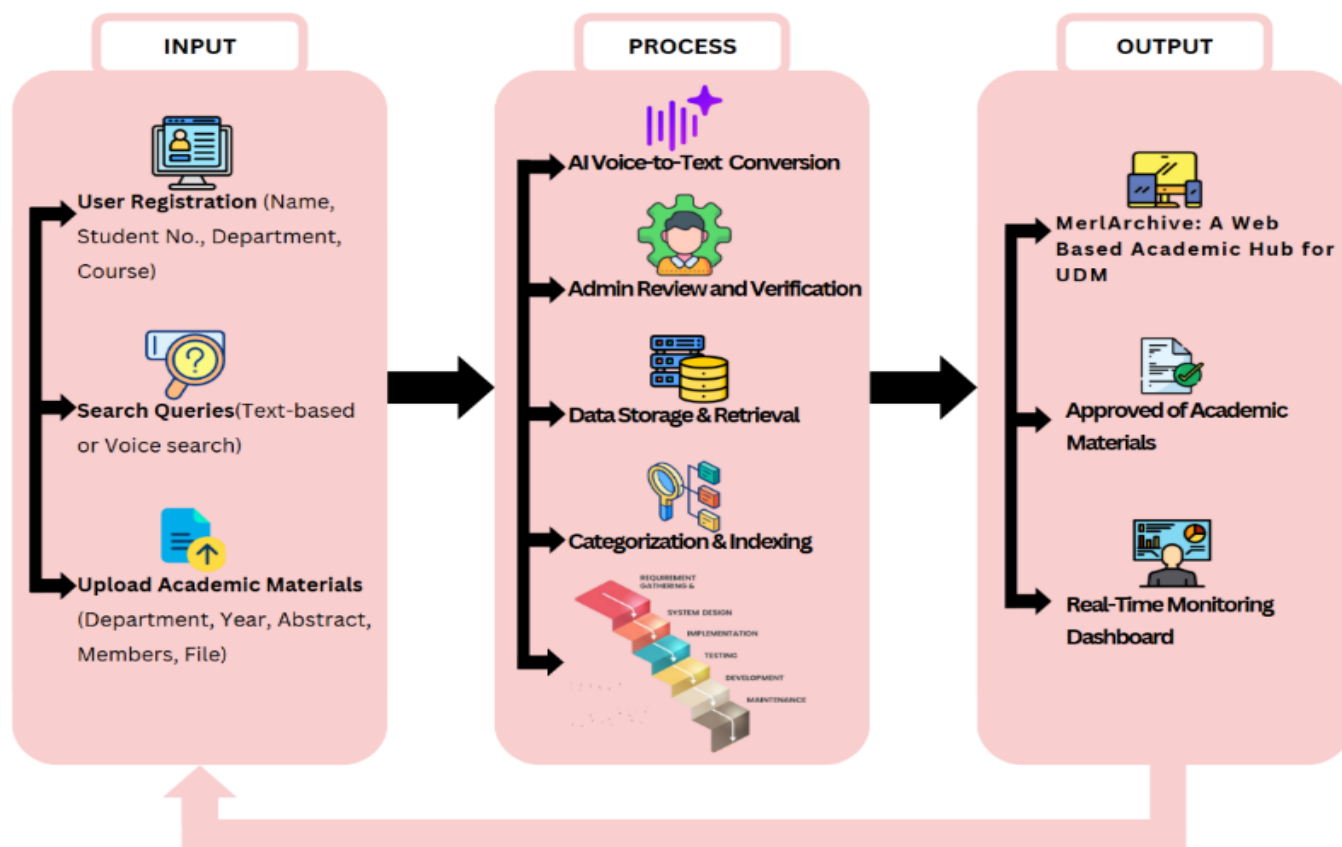 INPUT
User Registration (Name,
Student No., Department,
Course)
Search Queries(Text-based
or Voice search)
Upload Academic Materials
(Department, Year, Abstract,
Members, File)
PROCESS
AI Voice-to-Text Conversion
Admin Review and Verification
Data Storage & Retrieval
Categorization & Indexing
REQUIREMENT
GATHERING &
SYSTEM DESIGN
IMPLEMENTATION
TESTING
DEVELOPMENT
MAINTENANCE
OUTPUT
MerlArchive: A Web
Based Academic Hub for
UDM
Approved of Academic
Materials
Real-Time Monitoring
Dashboard